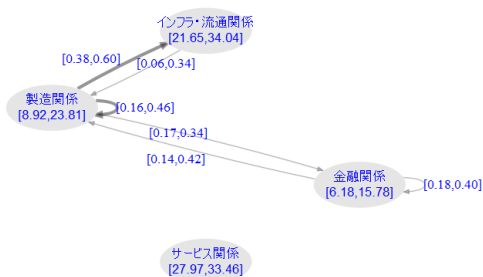 インフラ・流通関係
[21.65,34.04]
[0.38,0.60]
[0.06,0.34]
製造関係
[8.92,23.81]
[0.16,0.46]
[0.17,0.34]
[0.14,0.42]
金融関係
[6.18,15.78]
[0.18,0.40]
サービス関係
[27.97,33.46]